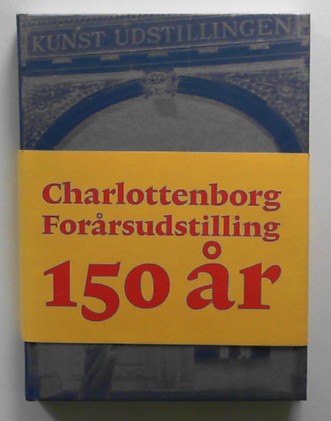 KUNST UDSTILLINGEN
Charlottenborg
Forårsudstilling
150 år